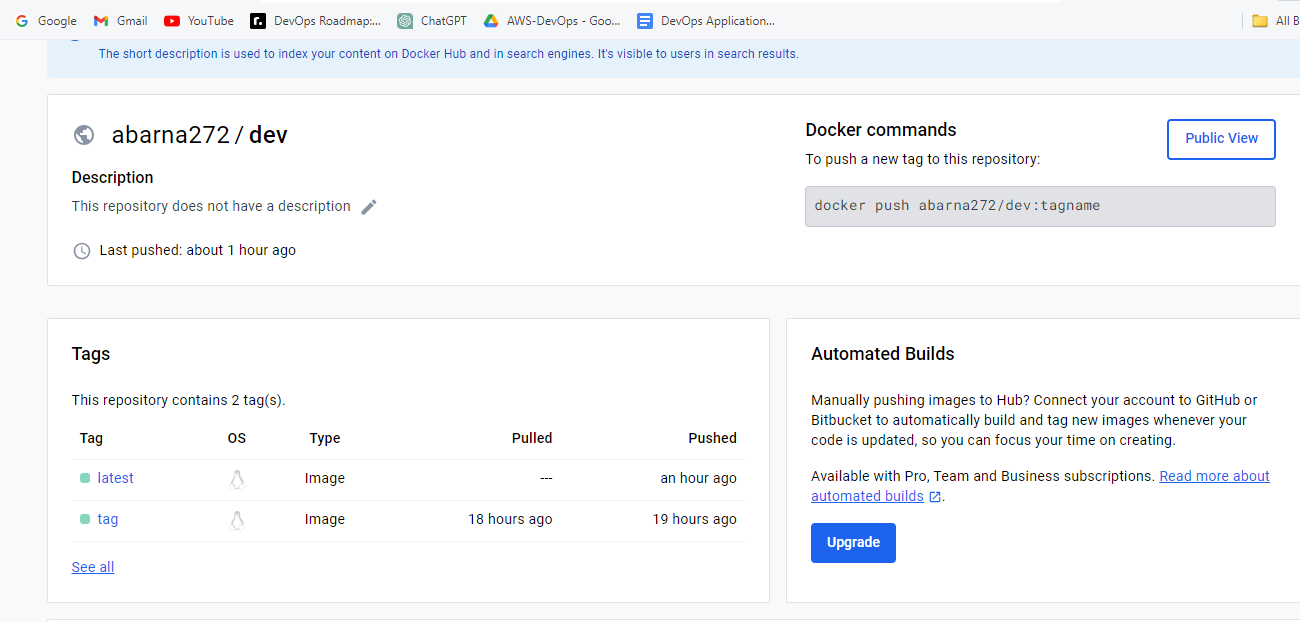 Google Gmail YouTube DevOps Roadmap:... ChatGPT AWS-DevOps - Goo... DevOps Application... All B
The short description is used to index your content on Docker Hub and in search engines. It's visible to users in search results.
abarna272 / dev
Description
This repository does not have a description
Last pushed: about 1 hour ago
Docker commands
Public View
To push a new tag to this repository:
docker push abarna272/dev:tagname
Tags
This repository contains 2 tag(s).
Tag OS Type Pulled Pushed
latest Image --- an hour ago
tag Image 18 hours ago 19 hours ago
See all
Automated Builds
Manually pushing images to Hub? Connect your account to GitHub or
Bitbucket to automatically build and tag new images whenever your
code is updated, so you can focus your time on creating.
Available with Pro, Team and Business subscriptions. Read more about
automated builds .
Upgrade